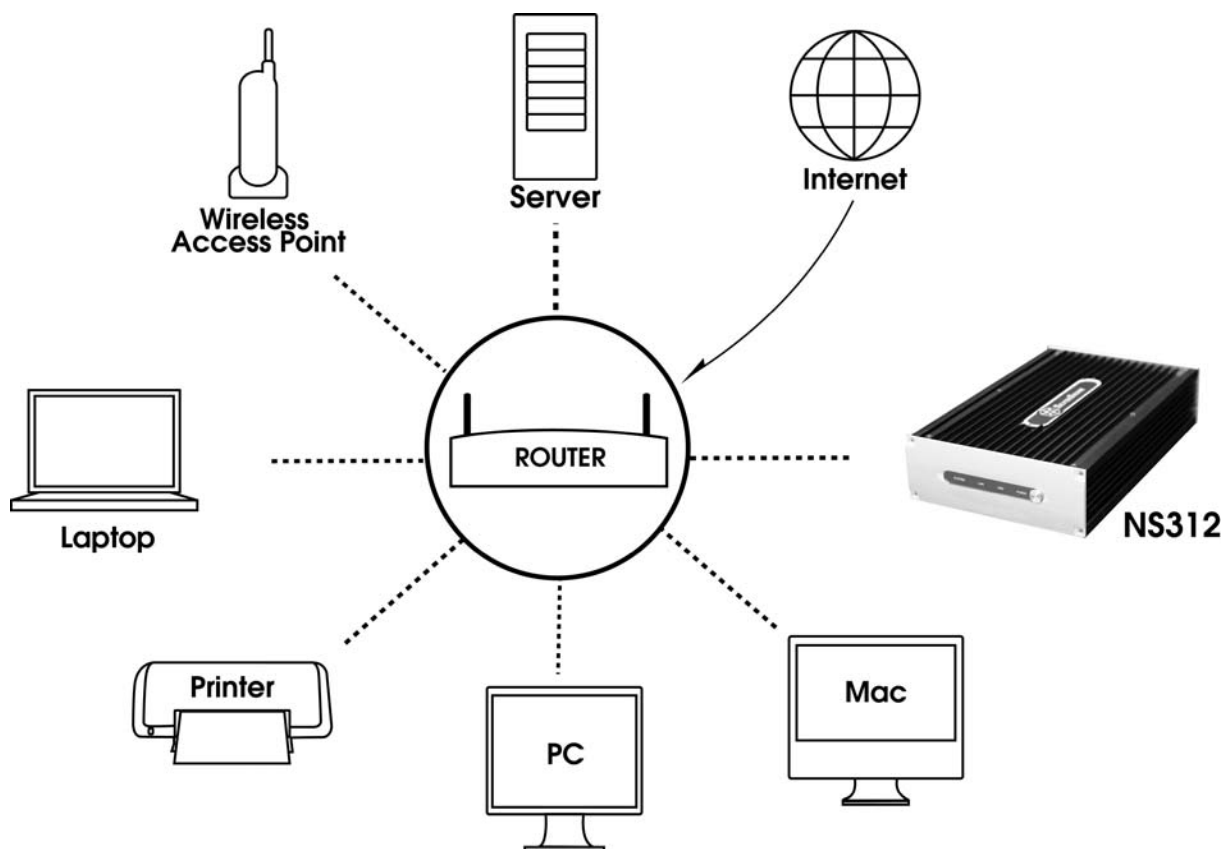 Wireless
Access Point
Server
Internet
ROUTER
Laptop
NS312
Printer
PC
Mac